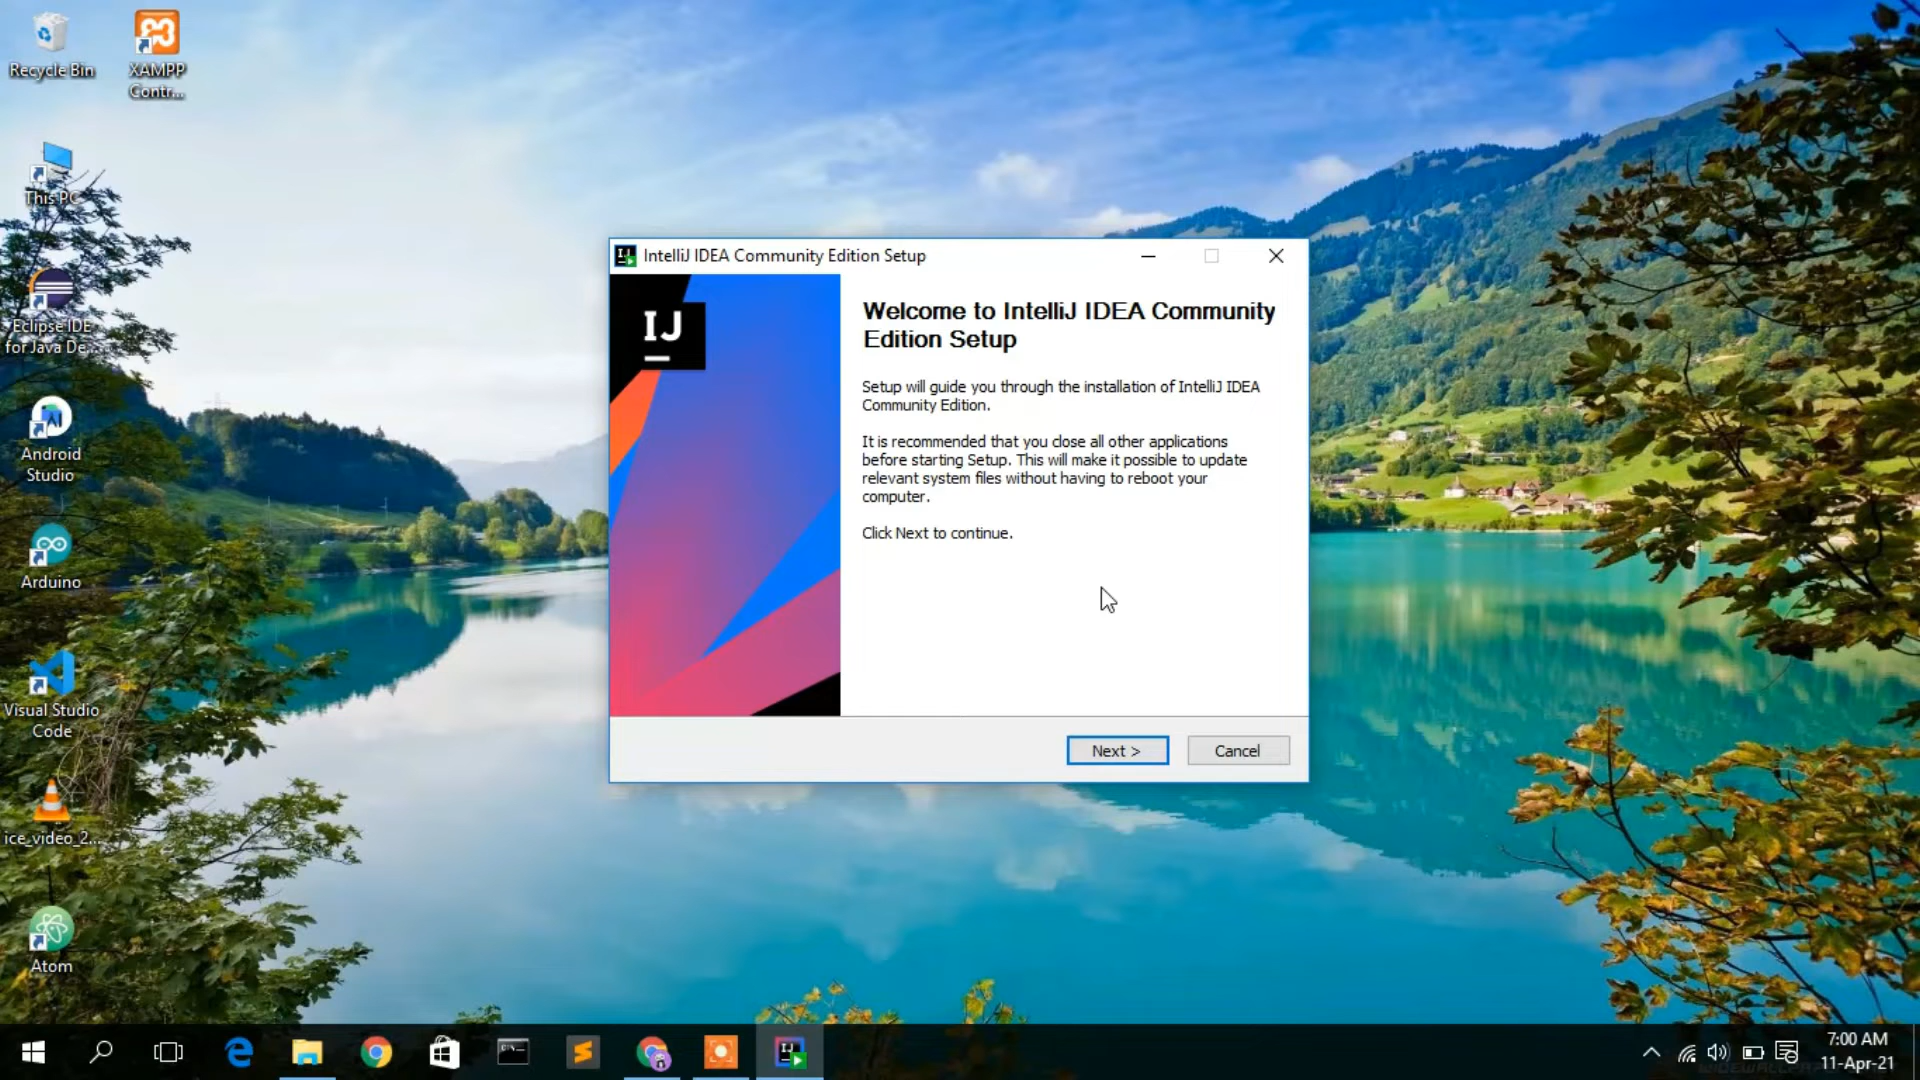 Recycle Bin
XAMPP
Contr...
This PC
Eclipse IDE
for Java De...
Android
Studio
Arduino
Visual Studio
Code
ice_video_2...
Atom
IntelliJ IDEA Community Edition Setup
IJ
Welcome to IntelliJ IDEA Community
Edition Setup
Setup will guide you through the installation of IntelliJ IDEA
Community Edition.
It is recommended that you close all other applications
before starting Setup. This will make it possible to update
relevant system files without having to reboot your
computer.
Click Next to continue.
Next >
Cancel
7:00 AM
11-Apr-21